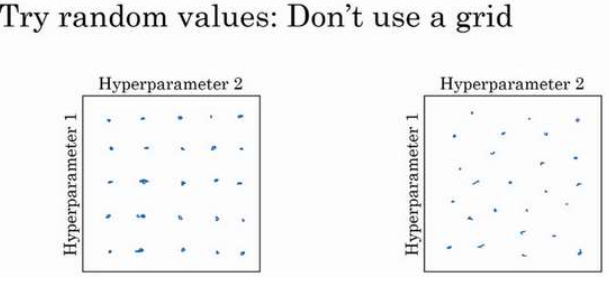 Try random values: Don't use a grid
Hyperparameter 2
Hyperparameter 1
Hyperparameter 2
Hyperparameter 1